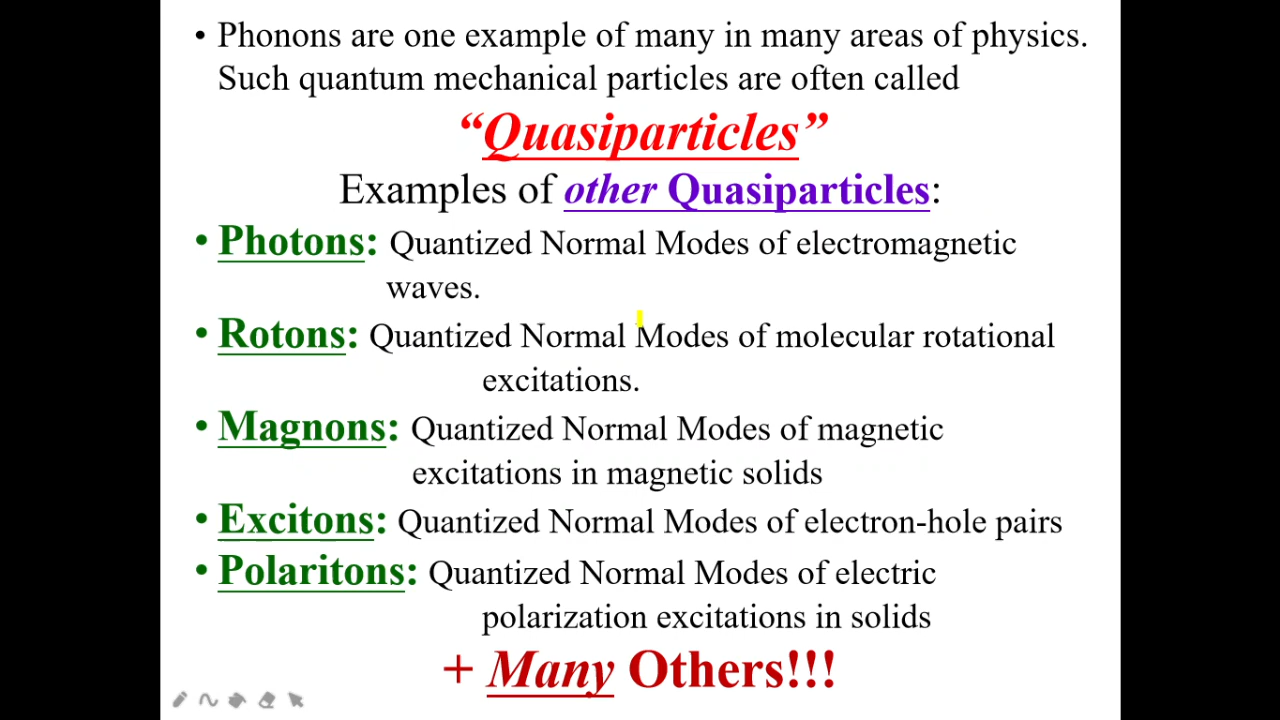 • Phonons are one example of many in many areas of physics.
Such quantum mechanical particles are often called
“Quasiparticles”
Examples of other Quasiparticles:
• Photons: Quantized Normal Modes of electromagnetic
waves.
• Rotons: Quantized Normal Modes of molecular rotational
excitations.
• Magnons: Quantized Normal Modes of magnetic
excitations in magnetic solids
• Excitons: Quantized Normal Modes of electron-hole pairs
• Polaritons: Quantized Normal Modes of electric
polarization excitations in solids
+ Many Others!!!